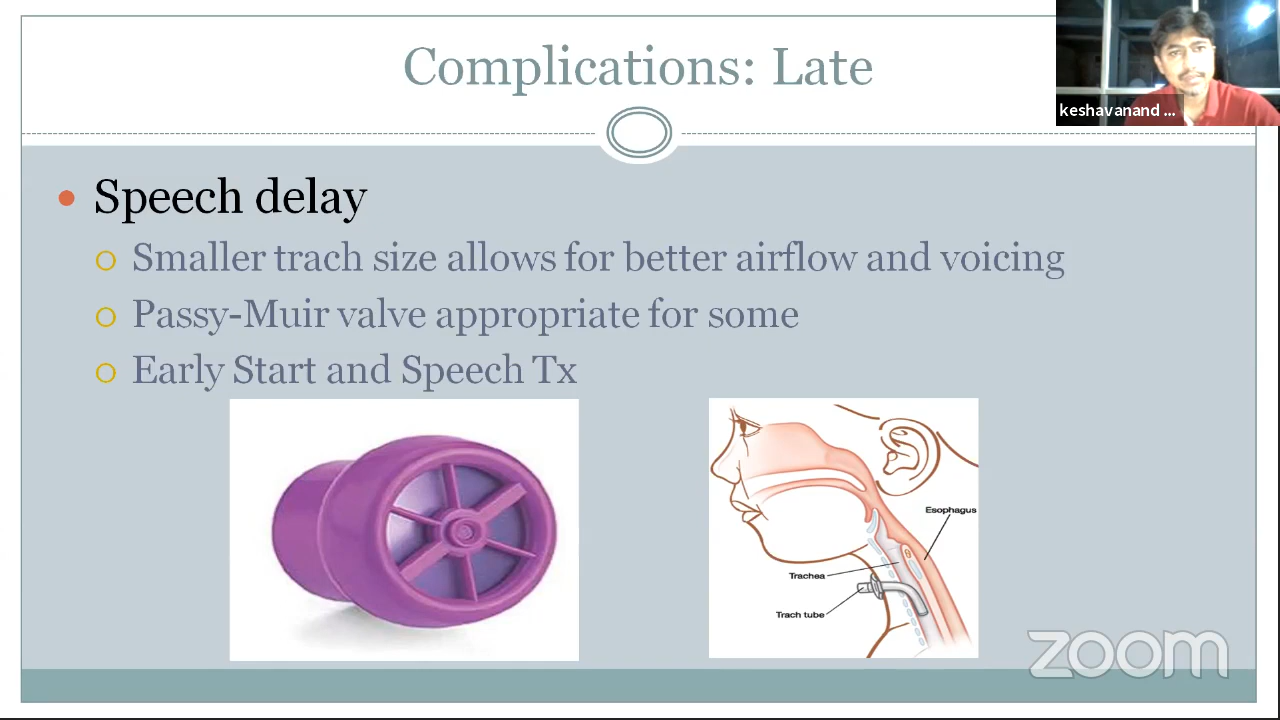 Complications: Late
keshavanand ...
Speech delay
Smaller trach size allows for better airflow and voicing
Passy-Muir valve appropriate for some
Early Start and Speech Tx
Esophagus
Trachea
Trach tube
zoom